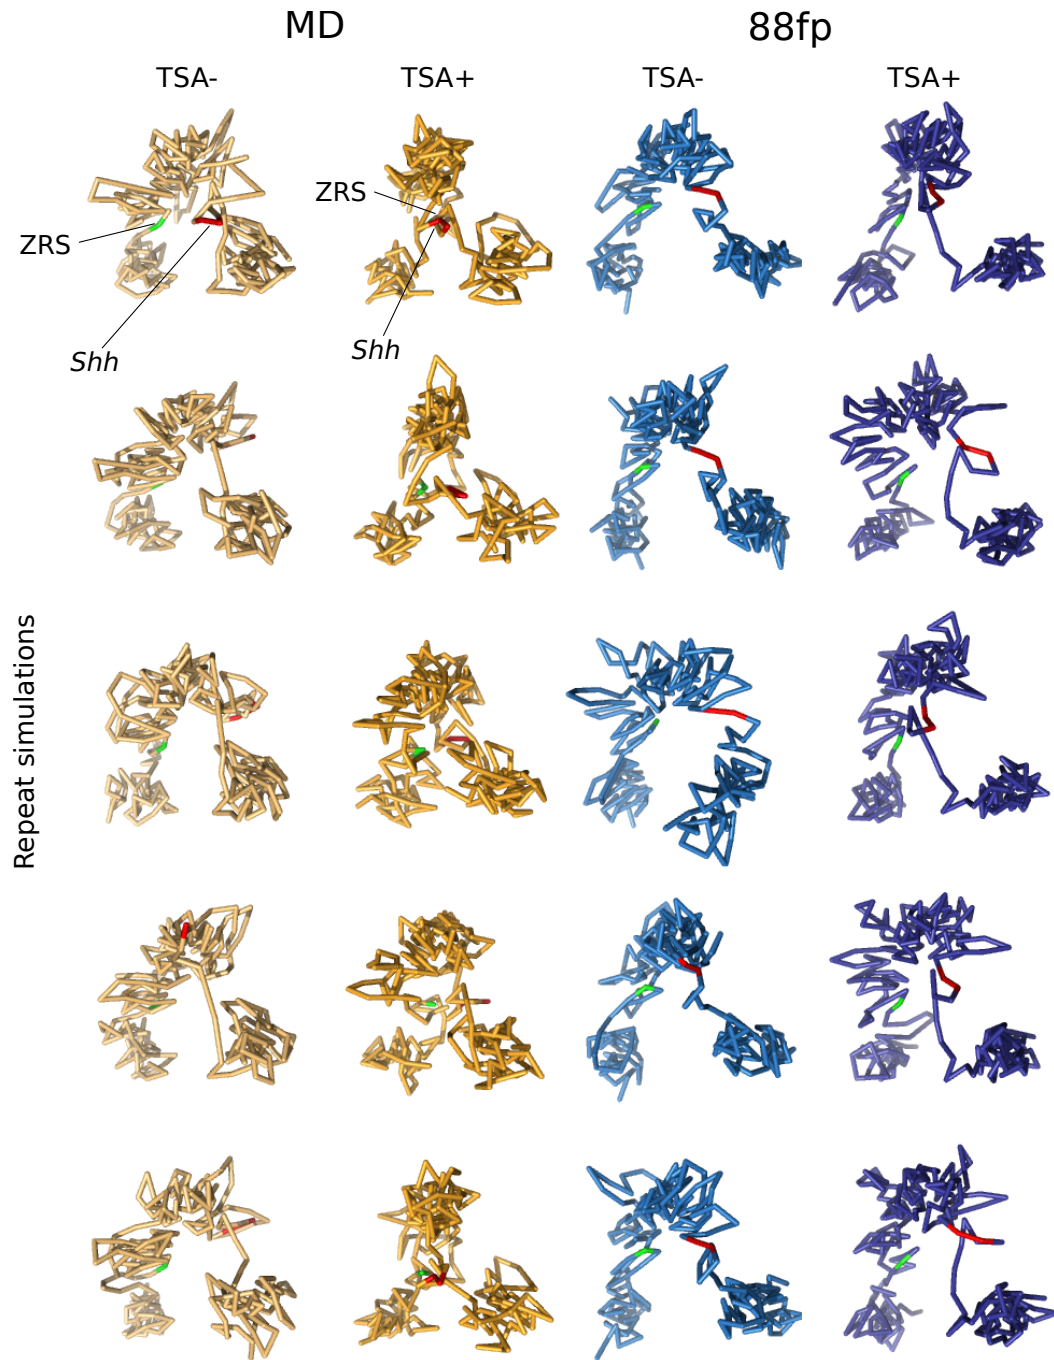 MD
88fp
TSA-
TSA+
TSA-
TSA+
ZRS
ZRS
Shh
Shh
Repeat simulations